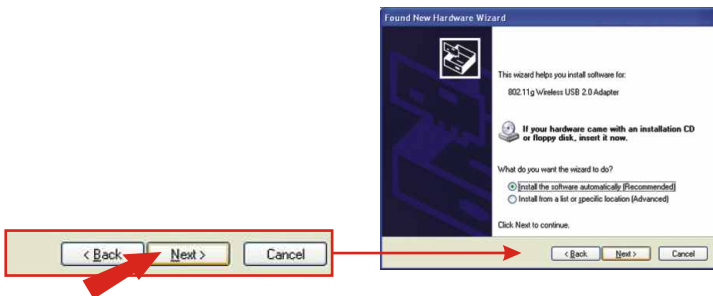 Found New Hardware Wizard
This wizard helps you install software for:
802.11g Wireless USB 2.0 Adapter
If your hardware came with an installation CD
or floppy disk, insert it now.
What do you want the wizard to do?
Install the software automatically (Recommended)
Install from a list or specific location (Advanced)
Click Next to continue.
< Back Next > Cancel
< Back Next > Cancel